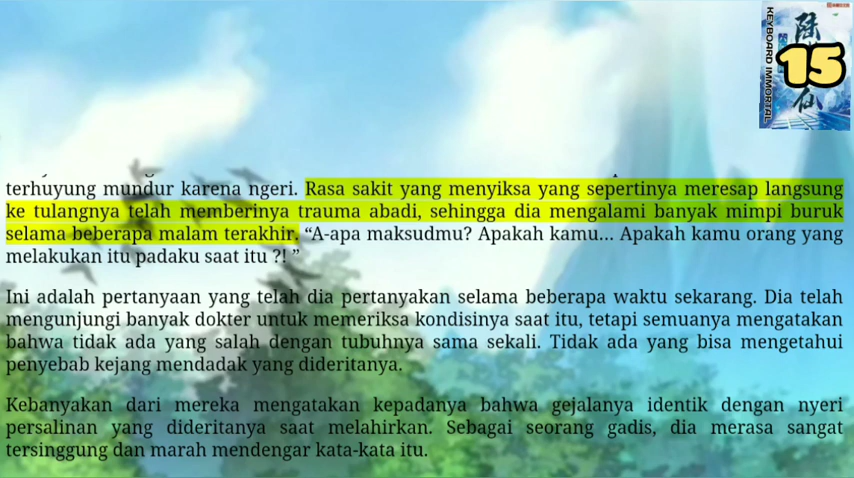 KEYBOARD IMMORTAL
15
terhuyung mundur karena ngeri. Rasa sakit yang menyiksa yang sepertinya meresap langsung
ke tulangnya telah memberinya trauma abadi, sehingga dia mengalami banyak mimpi buruk
selama beberapa malam terakhir. “A-apa maksudmu? Apakah kamu... Apakah kamu orang yang
melakukan itu padaku saat itu ?! ”
Ini adalah pertanyaan yang telah dia pertanyakan selama beberapa waktu sekarang. Dia telah
mengunjungi banyak dokter untuk memeriksa kondisinya saat itu, tetapi semuanya mengatakan
bahwa tidak ada yang salah dengan tubuhnya sama sekali. Tidak ada yang bisa mengetahui
penyebab kejang mendadak yang dideritanya.
Kebanyakan dari mereka mengatakan kepadanya bahwa gejalanya identik dengan nyeri
persalinan yang dideritanya saat melahirkan. Sebagai seorang gadis, dia merasa sangat
tersinggung dan marah mendengar kata-kata itu.